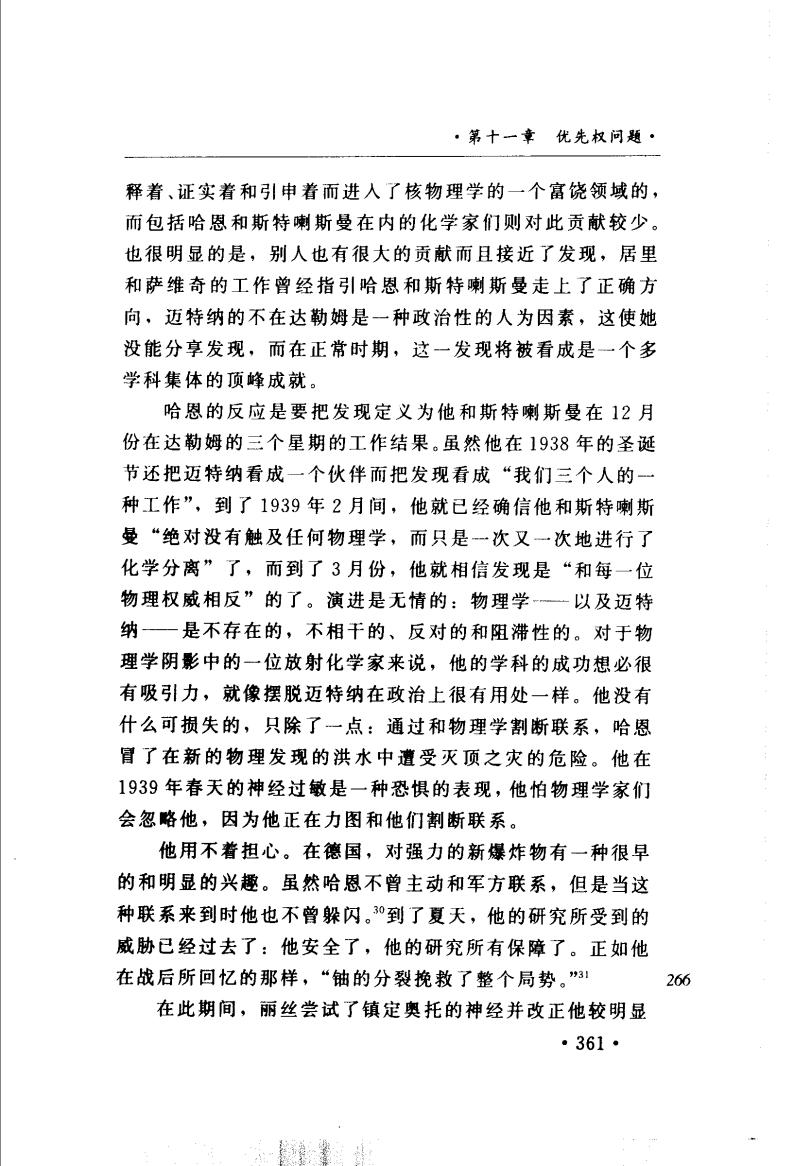 ·第十一章 优先权问题·
释着、证实着和引申着而进入了核物理学的一个富饶领域的，
而包括哈恩和斯特喇斯曼在内的化学家们则对此贡献较少。
也很明显的是，别人也有很大的贡献而且接近了发现，居里
和萨维奇的工作曾经指引哈恩和斯特喇斯曼走上了正确方
向，迈特纳的不在达勒姆是一种政治性的人为因素，这使她
没能分享发现，而在正常时期，这一发现将被看成是一个多
学科集体的顶峰成就。
哈恩的反应是要把发现定义为他和斯特喇斯曼在 12 月
份在达勒姆的三个星期的工作结果。虽然他在 1938 年的圣诞
节还把迈特纳看成一个伙伴而把发现看成“我们三个人的一
种工作”，到了 1939 年 2 月间，他就已经确信他和斯特喇斯
曼“绝对没有触及任何物理学，而只是一次又一次地进行了
化学分离”了，而到了 3 月份，他就相信发现是“和每一位
物理权威相反”的了。演进是无情的：物理学——以及迈特
纳——是不存在的，不相干的、反对的和阻滞性的。对于物
理学阴影中的一位放射化学家来说，他的学科的成功想必很
有吸引力，就像摆脱迈特纳在政治上很有用处一样。他没有
什么可损失的，只除了一点：通过和物理学割断联系，哈恩
冒了在新的物理发现的洪水中遭受灭顶之灾的危险。他在
1939 年春天的神经过敏是一种恐惧的表现，他怕物理学家们
会忽略他，因为他正在力图和他们割断联系。
他用不着担心。在德国，对强力的新爆炸物有一种很早
的和明显的兴趣。虽然哈恩不曾主动和军方联系，但是当这
种联系来到时他也不曾躲闪。³⁰到了夏天，他的研究所受到的
威胁已经过去了：他安全了，他的研究所有保障了。正如他
在战后所回忆的那样，“铀的分裂挽救了整个局势。”³¹
266
在此期间，丽丝尝试了镇定奥托的神经并改正他较明显
·361·